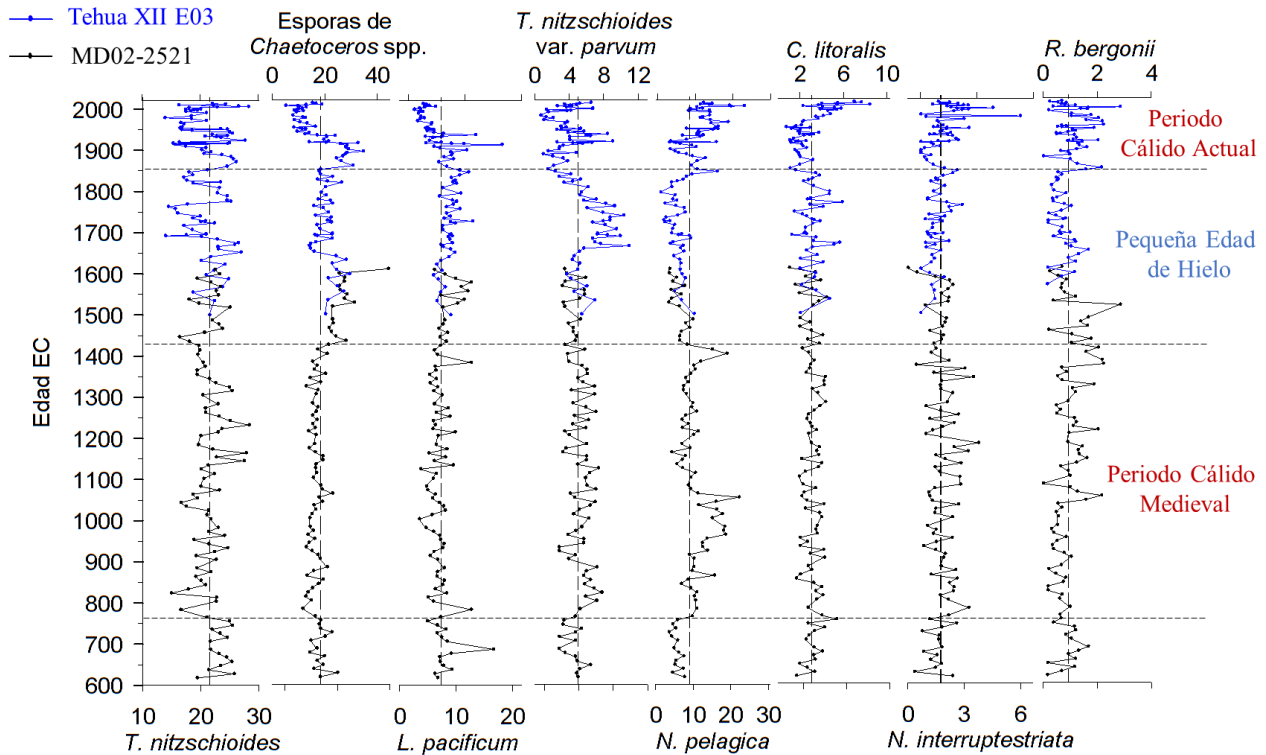 Tehua XII E03
MD02-2521
Esporas de
Chaetoceros spp.
0 20 40
T. nitzschioides
var. parvum
0 4 8 12
C. litoralis
2 6 10
R. bergonii
0 2 4
2000
1900
1800
1700
1600
1500
1400
1300
1200
1100
1000
900
800
700
600
Edad EC
Periodo
Cálido Actual
Pequeña Edad
de Hielo
Periodo Cálido
Medieval
10 20 30
T. nitzschioides
0 10 20
L. pacificum
0 10 20 30
N. pelagica
0 3 6
N. interruptestriata